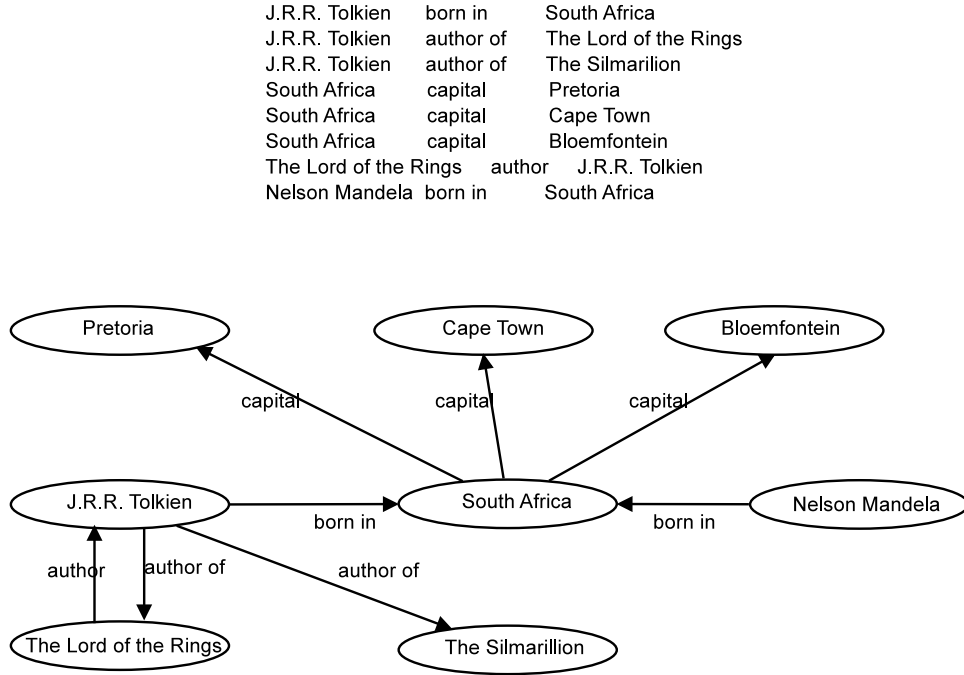 J.R.R. Tolkien born in South Africa
J.R.R. Tolkien author of The Lord of the Rings
J.R.R. Tolkien author of The Silmarilion
South Africa capital Pretoria
South Africa capital Cape Town
South Africa capital Bloemfontein
The Lord of the Rings author J.R.R. Tolkien
Nelson Mandela born in South Africa
Pretoria Cape Town Bloemfontein
capital capital capital
J.R.R. Tolkien South Africa Nelson Mandela
born in born in
author author of author of
The Lord of the Rings The Silmarillion